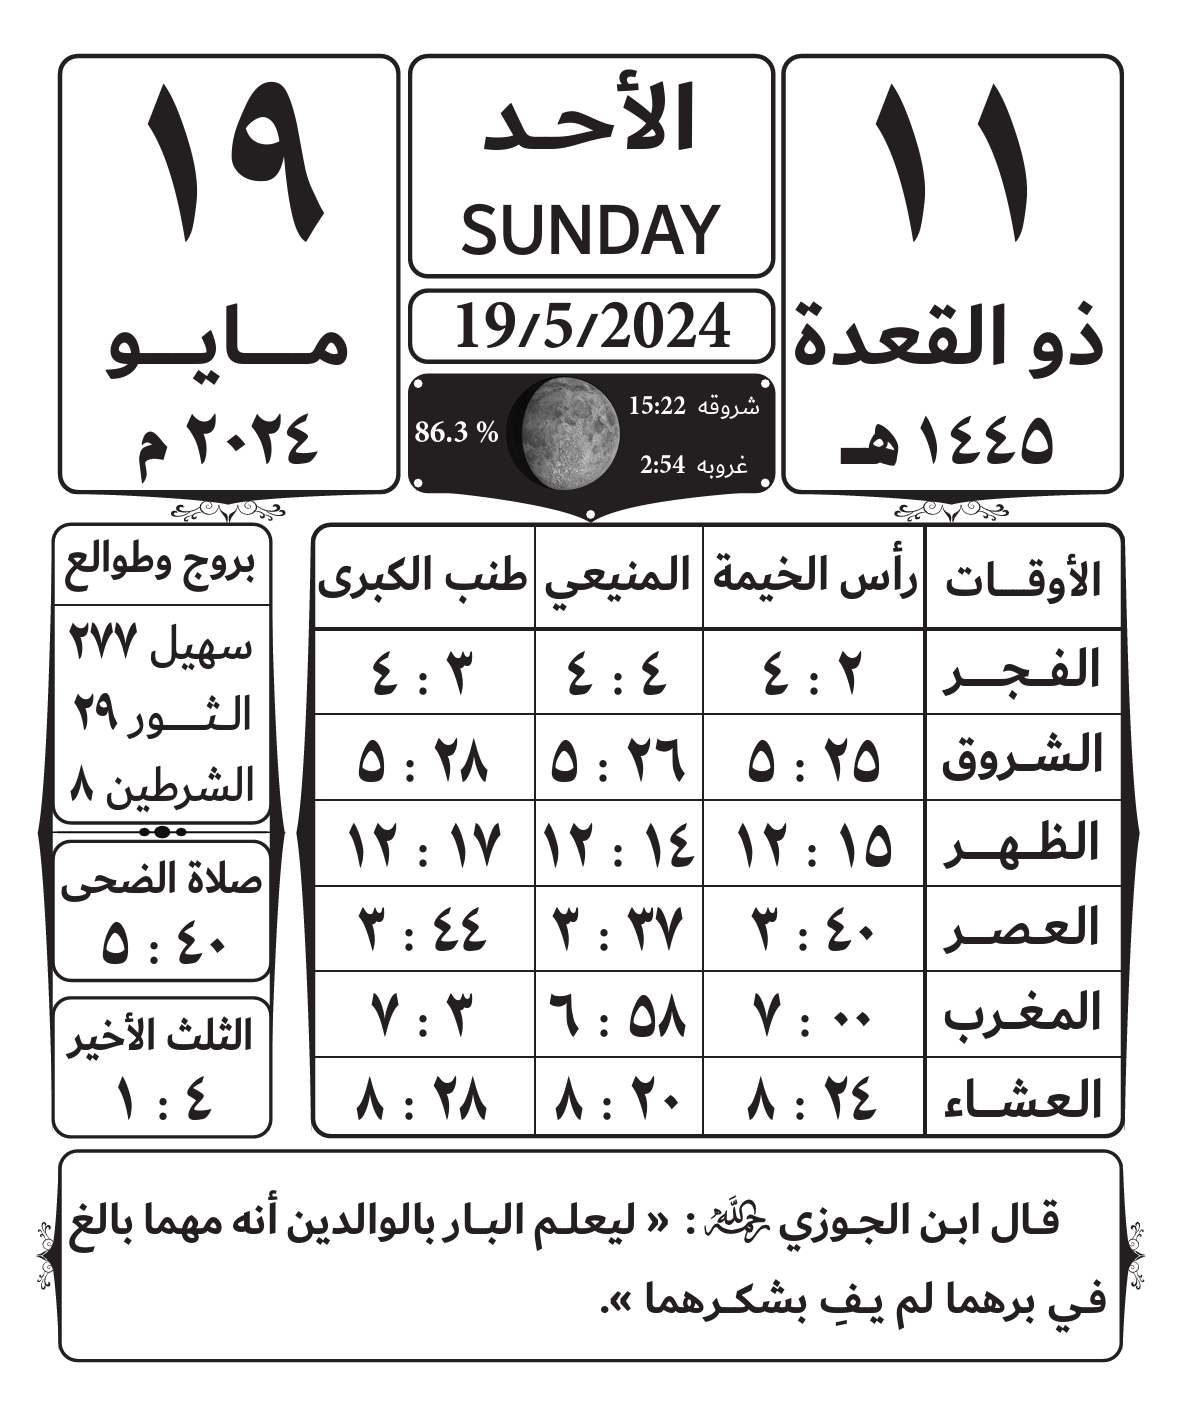 ١١
ذو القعدة
١٤٤٥ هـ
الأحد
SUNDAY
19/5/2024
شروقه 15:22
غروبه 2:54
86.3 %
١٩
مايو
٢٠٢٤ م
الأوقات رأس الخيمة المنيعي طنب الكبرى
الفجر ٤ : ٢ ٤ : ٤ ٤ : ٣
الشروق ٥ : ٢٥ ٥ : ٢٦ ٥ : ٢٨
الظهر ١٢ : ١٥ ١٢ : ١٤ ١٢ : ١٧
العصر ٣ : ٤٠ ٣ : ٣٧ ٣ : ٤٤
المغرب ٧ : ٠٠ ٦ : ٥٨ ٧ : ٣
العشاء ٨ : ٢٤ ٨ : ٢٠ ٨ : ٢٨
بروج وطوالع
سهيل ٢٧٧
الثور ٢٩
الشرطين ٨
صلاة الضحى
٥ : ٤٠
الثلث الأخير
١ : ٤
قال ابن الجوزي رحمه الله : « ليعلم البار بالوالدين أنه مهما بالغ
في برهما لم يفِ بشكرهما ».